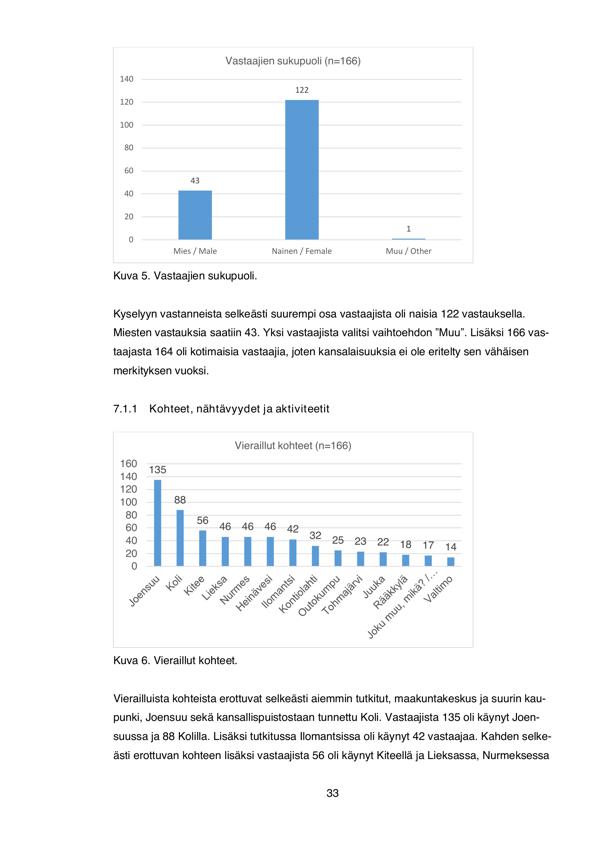 Vastaajien sukupuoli (n=166)
140
120
100
80
60
40
20
0
43
122
1
Mies / Male
Nainen / Female
Muu / Other
Kuva 5. Vastaajien sukupuoli.
Kyselyyn vastanneista selkeästi suurempi osa vastaajista oli naisia 122 vastauksella.
Miesten vastauksia saatiin 43. Yksi vastaajista valitsi vaihtoehdon ”Muu”. Lisäksi 166 vas-
taajasta 164 oli kotimaisia vastaajia, joten kansalaisuuksia ei ole eritelty sen vähäisen
merkityksen vuoksi.
7.1.1 Kohteet, nähtävyydet ja aktiviteetit
Vieraillut kohteet (n=166)
160
140
120
100
80
60
40
20
0
135
88
56
46
46
46
42
32
25
23
22
18
17
14
Joensuu
Koli
Kitee
Lieksa
Nurmes
Heinävesi
Ilomantsi
Kontiolahti
Outokumpu
Tohmajärvi
Juuka
Rääkkylä
Joku muu, mikä? /…
Valtimo
Kuva 6. Vieraillut kohteet.
Vierailluista kohteista erottuvat selkeästi aiemmin tutkitut, maakuntakeskus ja suurin kau-
punki, Joensuu sekä kansallispuistostaan tunnettu Koli. Vastaajista 135 oli käynyt Joen-
suussa ja 88 Kolilla. Lisäksi tutkitussa Ilomantsissa oli käynyt 42 vastaajaa. Kahden selke-
ästi erottuvan kohteen lisäksi vastaajista 56 oli käynyt Kiteellä ja Lieksassa, Nurmeksessa
33